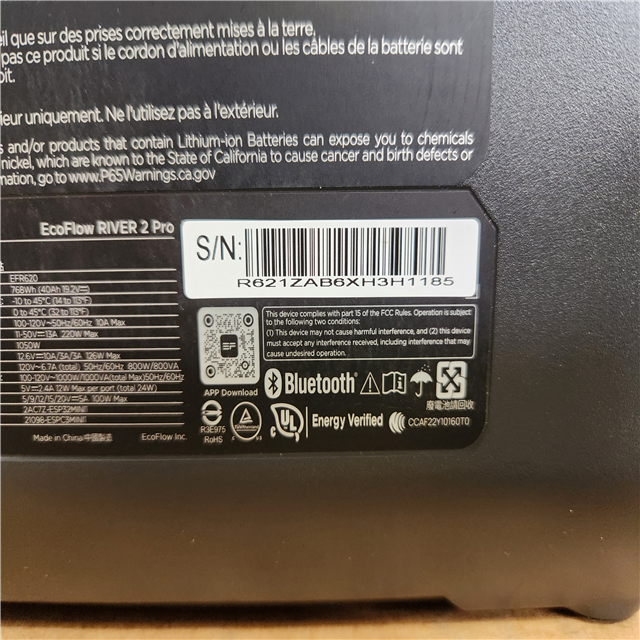 eil que sur des prises correctement mises à la terre.
pas ce produit si le cordon d'alimentation ou les câbles de la batterie sont
ieur uniquement. Ne l'utilisez pas à l'extérieur.
s and/or products that contain Lithium-ion Batteries can expose you to chemicals
nickel, which are known to the State of California to cause cancer and birth defects or
mation, go to www.P65Warnings.ca.gov
EcoFlow RIVER 2 Pro
EFR620
768Wh (40Ah 19.2V⎓)
-10 to 45°C (14 to 113°F)
0 to 45°C (32 to 113°F)
100-120V~50Hz/60Hz 10A Max
11-50V⎓13A 220W Max
1050W
12.6V⎓10A/3A/3A 126W Max
120V~6.7A (total) 50Hz/60Hz 800W/800VA
100-120V~1000W/1000VA(total Max)50Hz/60Hz
5V⎓2.4A 12W Max per port (total 24W)
5/9/12/15/20V⎓5A 100W Max
2AC7Z-ESP32MINI1
21098-ESPC3MINI1
Made in China 中國製造 EcoFlow Inc.
S/N:
R621ZAB6XH3H1185
This device complies with part 15 of the FCC Rules. Operation is subject
to the following two conditions:
(1) This device may not cause harmful interference, and (2) this device
must accept any interference received, including interference that may
cause undesired operation.
APP Download
Bluetooth®
廢電池請回收
R3E975
RoHS
UL
Energy Verified
CCAF22Y10160T0